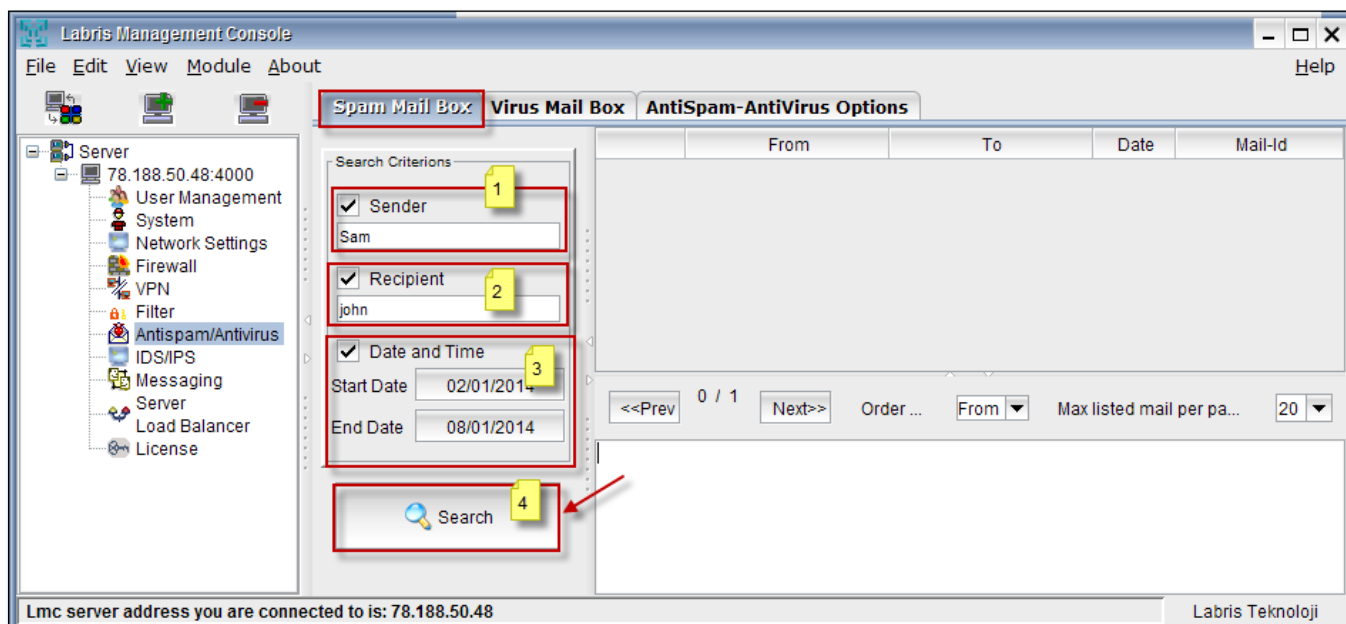 Labris Management Console
File Edit View Module About Help
Spam Mail Box Virus Mail Box AntiSpam-AntiVirus Options
Server
78.188.50.48:4000
User Management
System
Network Settings
Firewall
VPN
Filter
Antispam/Antivirus
IDS/IPS
Messaging
Server
Load Balancer
License
Search Criterions
1
Sender
Sam
Recipient
2
john
Date and Time
3
Start Date 02/01/2014
End Date 08/01/2014
Search
4
From To Date Mail-Id
<<Prev 0 / 1 Next>> Order ... From Max listed mail per pa... 20
Lmc server address you are connected to is: 78.188.50.48 Labris Teknoloji